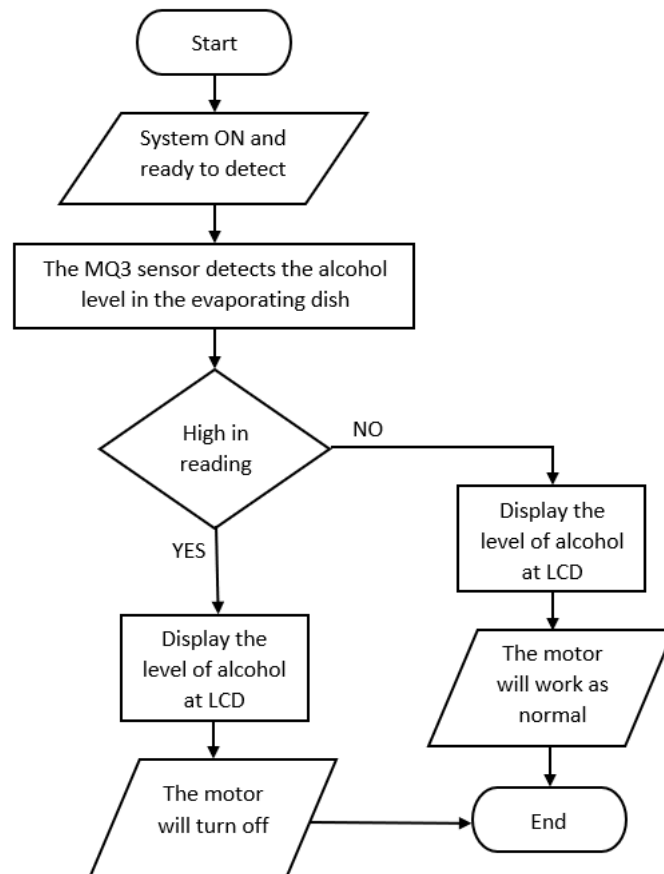 Start
System ON and
ready to detect
The MQ3 sensor detects the alcohol
level in the evaporating dish
High in
reading
NO
YES
Display the
level of alcohol
at LCD
The motor
will work as
normal
Display the
level of alcohol
at LCD
The motor
will turn off
End